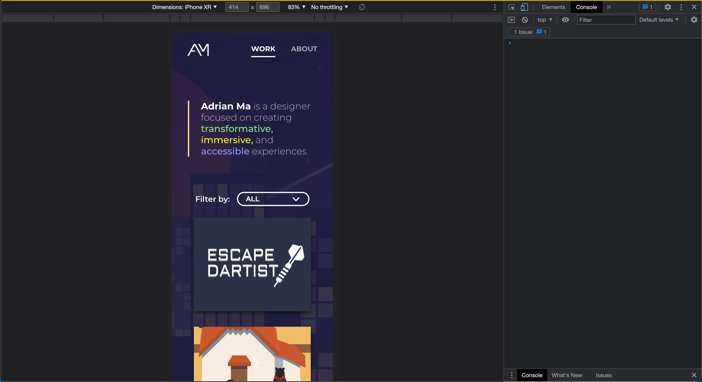 Dimensions: iPhone XR
414 x 896
83%
No throttling
Elements
Console
1
top
Filter
Default levels
1 Issue: 1
AM
WORK
ABOUT
Adrian Ma is a designer
focused on creating
transformative,
immersive, and
accessible experiences.
Filter by:
ALL
ESCAPE
DARTIST
Console
What's New
Issues